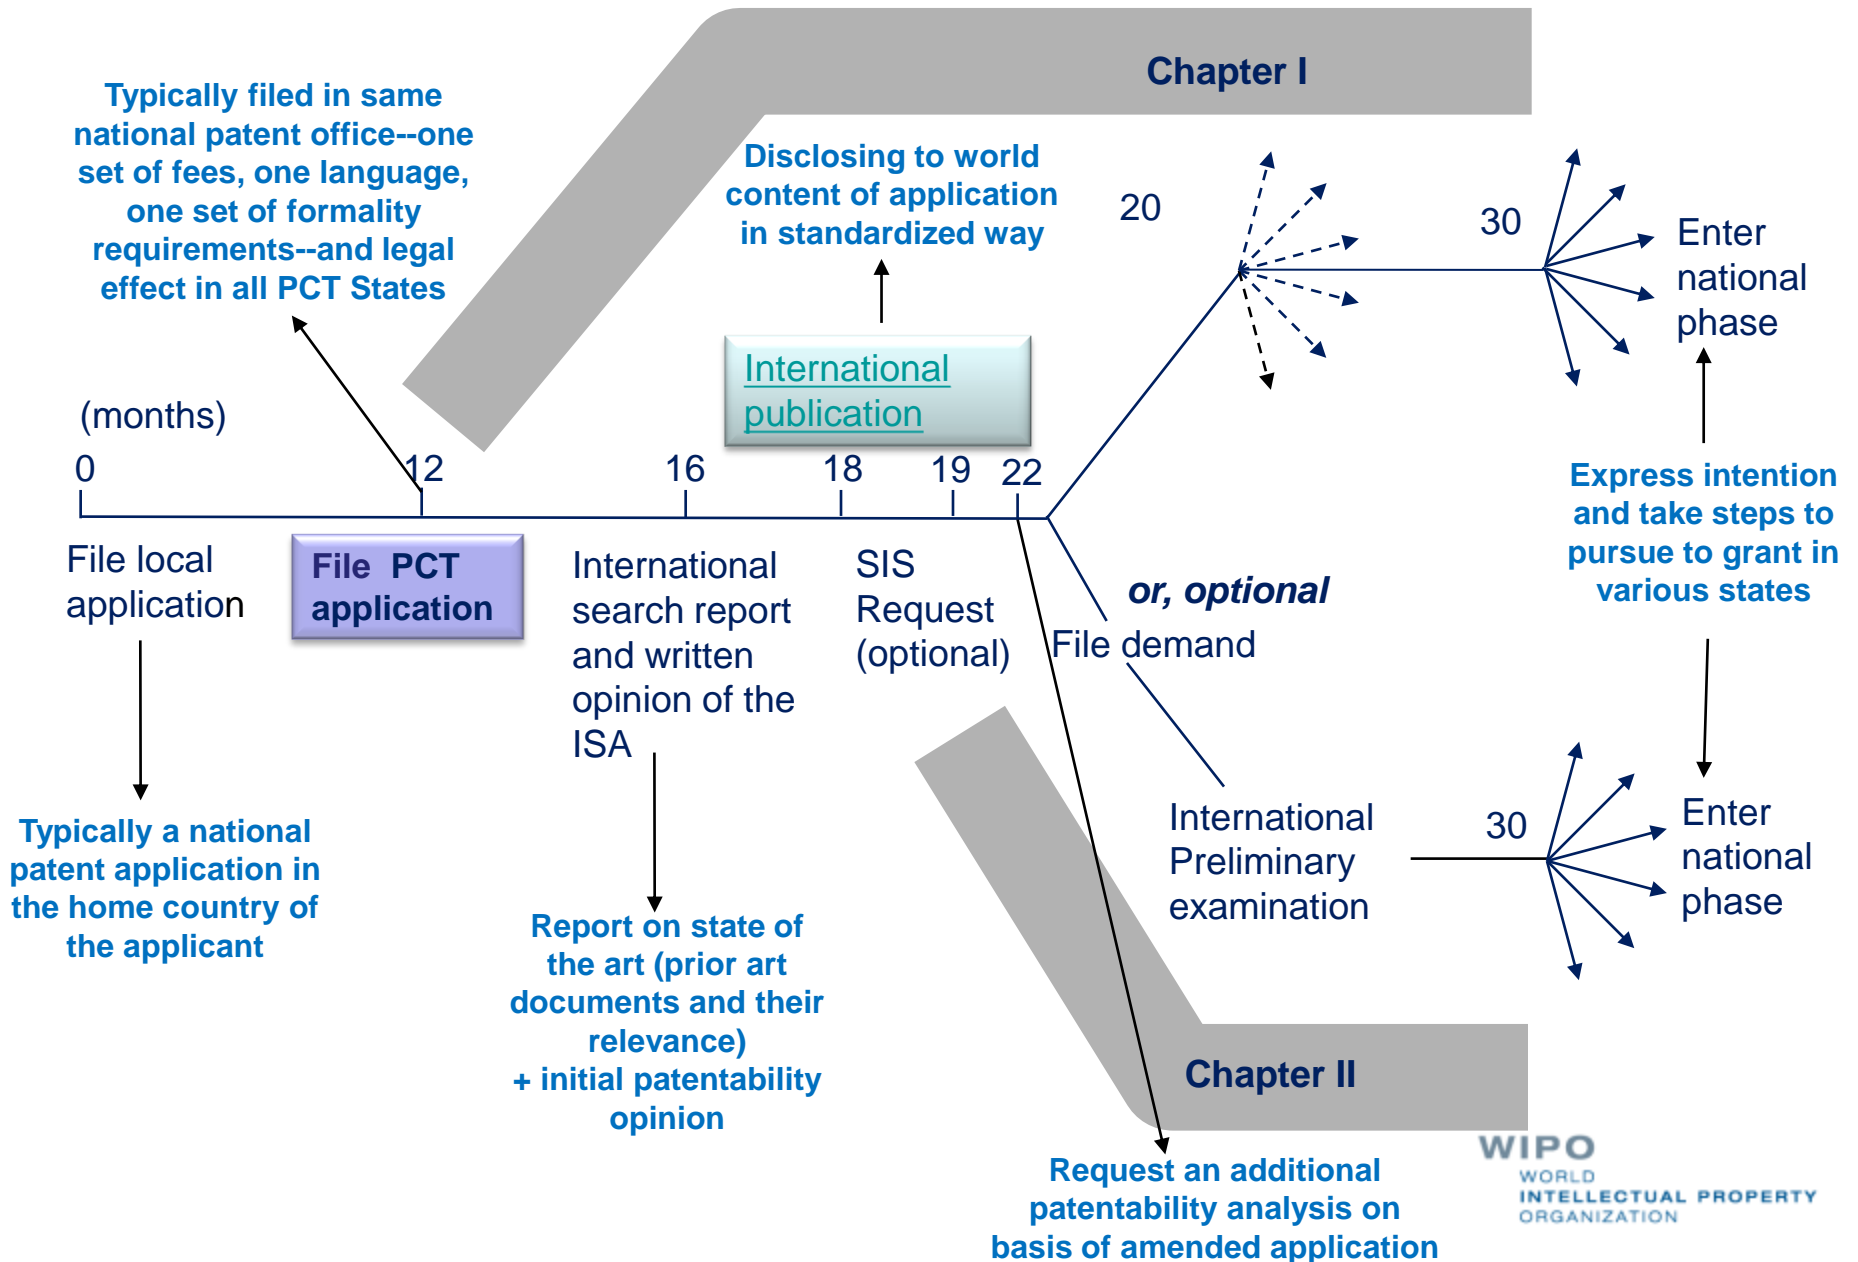 Chapter I
Typically filed in same
national patent office--one
set of fees, one language,
one set of formality
requirements--and legal
effect in all PCT States
Disclosing to world
content of application
in standardized way
20
30
Enter
national
phase
International
publication
(months)
0
12
16
18
19
22
File local
application
File PCT
application
International
search report
and written
opinion of the
ISA
SIS
Request
(optional)
or, optional
File demand
Express intention
and take steps to
pursue to grant in
various states
Typically a national
patent application in
the home country of
the applicant
Report on state of
the art (prior art
documents and their
relevance)
+ initial patentability
opinion
International
Preliminary
examination
30
Enter
national
phase
Chapter II
Request an additional
patentability analysis on
basis of amended application
WIPO
WORLD
INTELLECTUAL PROPERTY
ORGANIZATION